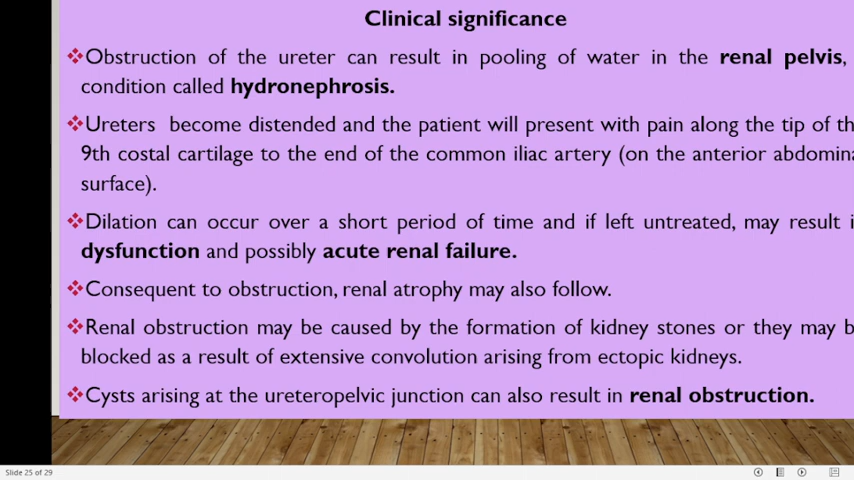 Clinical significance
❖Obstruction of the ureter can result in pooling of water in the renal pelvis,
condition called hydronephrosis.
❖Ureters become distended and the patient will present with pain along the tip of th
9th costal cartilage to the end of the common iliac artery (on the anterior abdomina
surface).
❖Dilation can occur over a short period of time and if left untreated, may result i
dysfunction and possibly acute renal failure.
❖Consequent to obstruction, renal atrophy may also follow.
❖Renal obstruction may be caused by the formation of kidney stones or they may b
blocked as a result of extensive convolution arising from ectopic kidneys.
❖Cysts arising at the ureteropelvic junction can also result in renal obstruction.
Slide 25 of 29